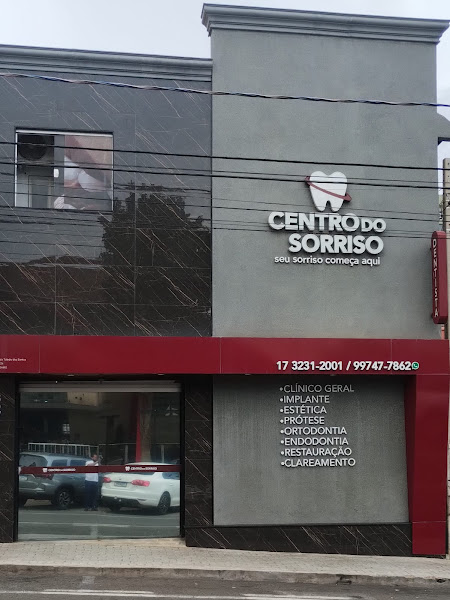 CENTRO DO
SORRISO
seu sorriso começa aqui
DENTISTA
17 3231-2001 / 99747-7862
•CLÍNICO GERAL
•IMPLANTE
•ESTÉTICA
•PRÓTESE
•ORTODONTIA
•ENDODONTIA
•RESTAURAÇÃO
•CLAREAMENTO